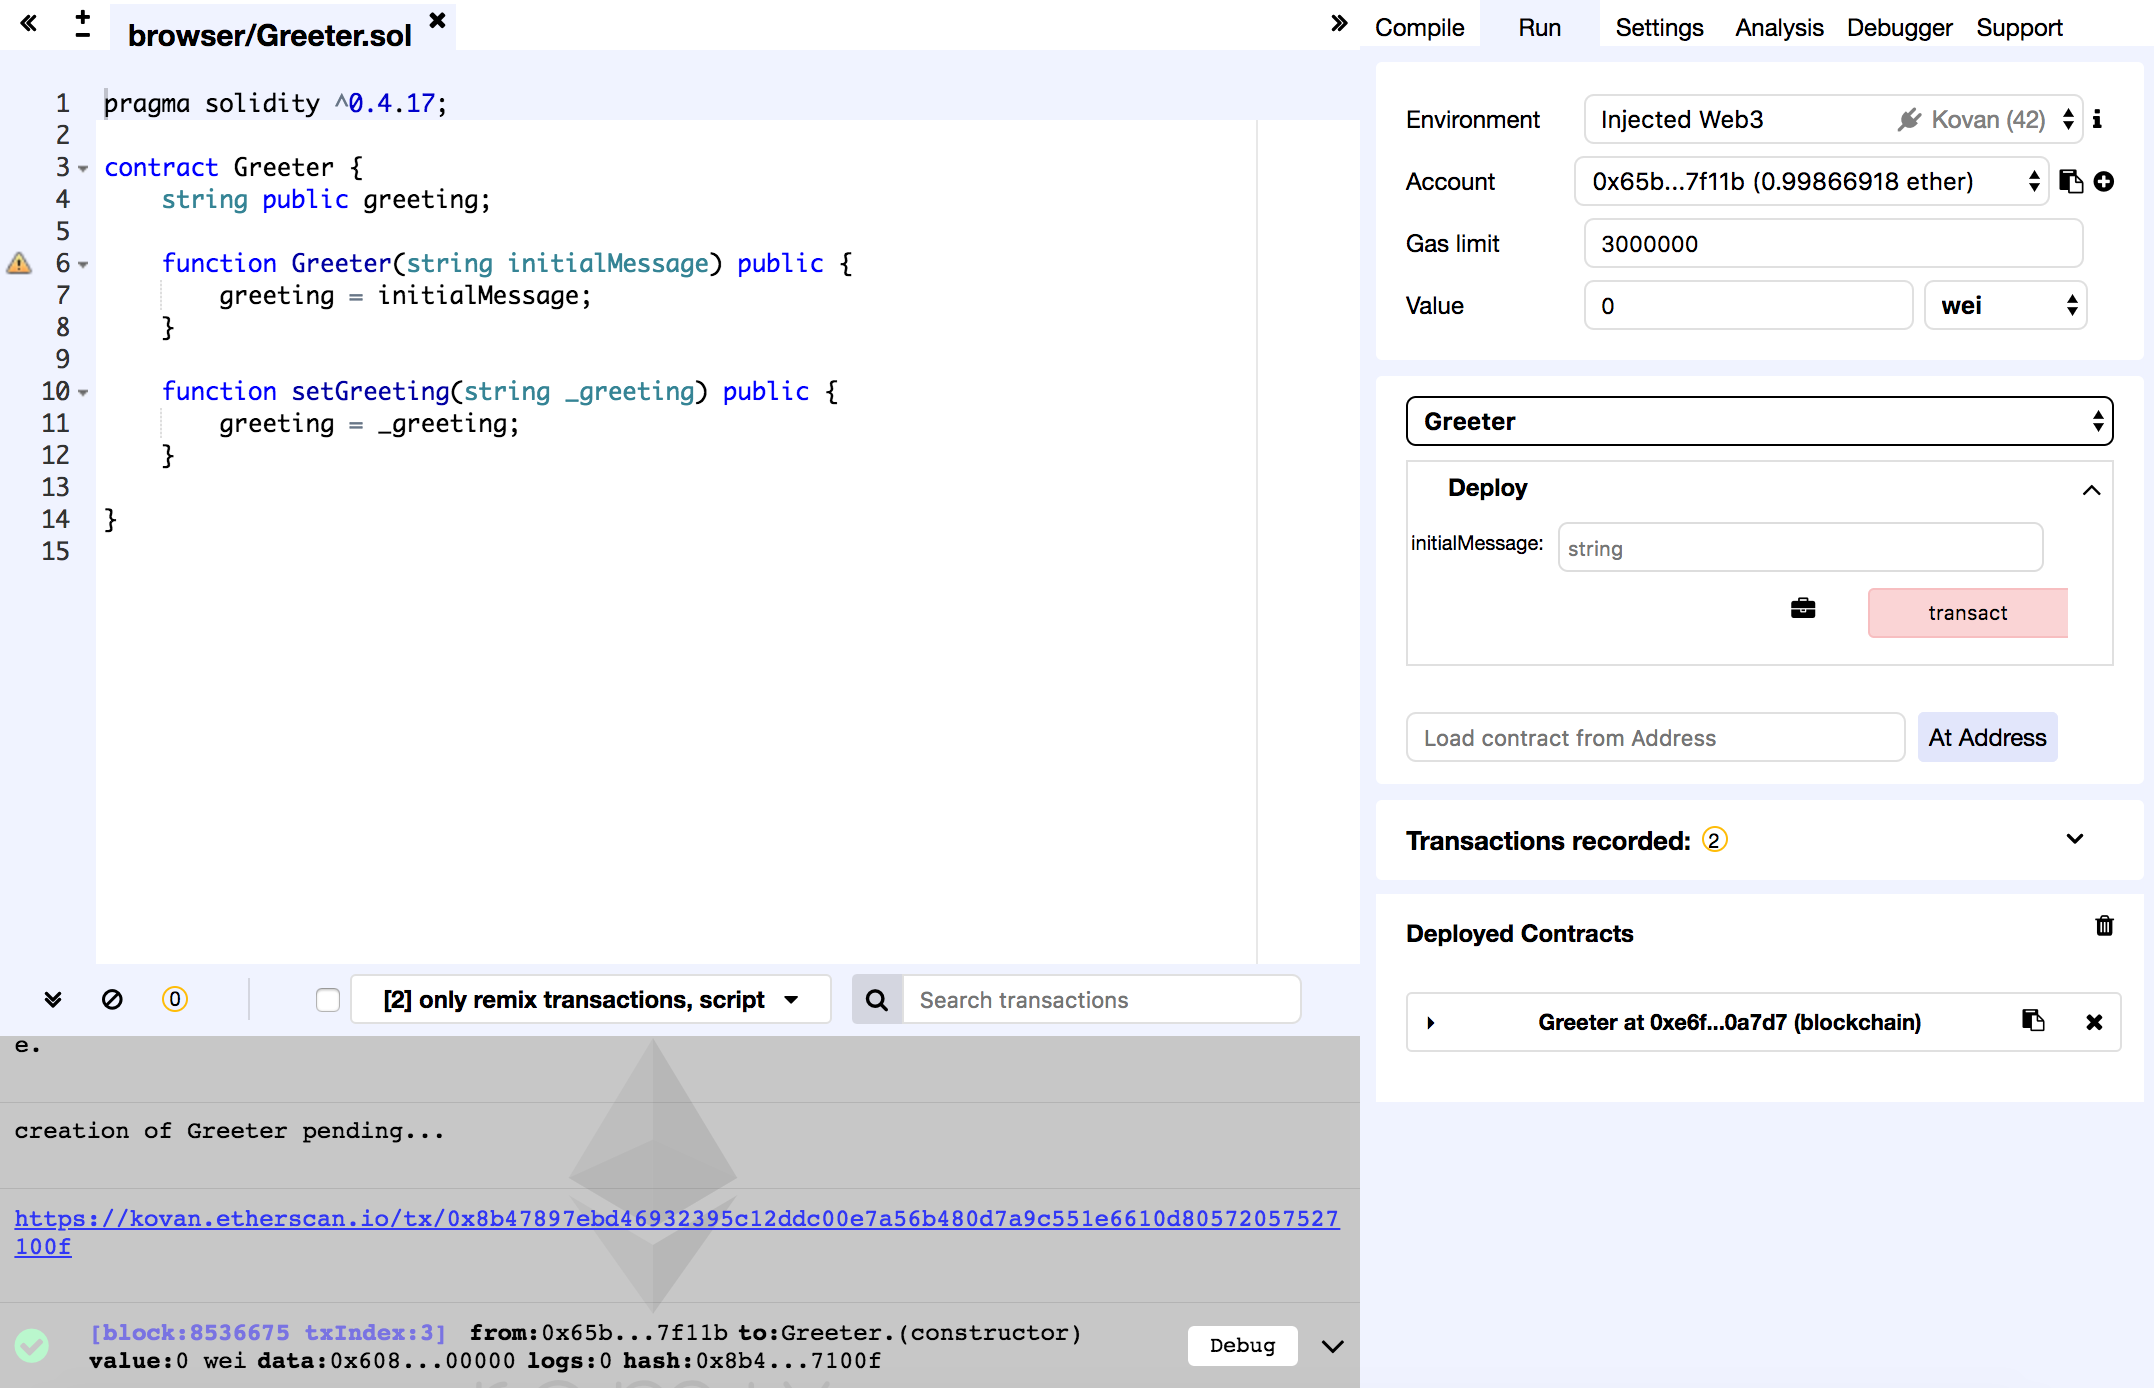 browser/Greeter.sol
Compile Run Settings Analysis Debugger Support
1 pragma solidity ^0.4.17;
2
3 contract Greeter {
4 string public greeting;
5
6 function Greeter(string initialMessage) public {
7 greeting = initialMessage;
8 }
9
10 function setGreeting(string _greeting) public {
11 greeting = _greeting;
12 }
13
14 }
15
Environment Injected Web3 Kovan (42)
Account 0x65b...7f11b (0.99866918 ether)
Gas limit 3000000
Value 0 wei
Greeter
Deploy
initialMessage: string
transact
Load contract from Address At Address
Transactions recorded: 2
Deployed Contracts
Greeter at 0xe6f...0a7d7 (blockchain)
0 [2] only remix transactions, script Search transactions
e.
creation of Greeter pending...
https://kovan.etherscan.io/tx/0x8b47897ebd46932395c12ddc00e7a56b480d7a9c551e6610d80572057527
100f
[block:8536675 txIndex:3] from:0x65b...7f11b to:Greeter.(constructor)
value:0 wei data:0x608...00000 logs:0 hash:0x8b4...7100f
Debug